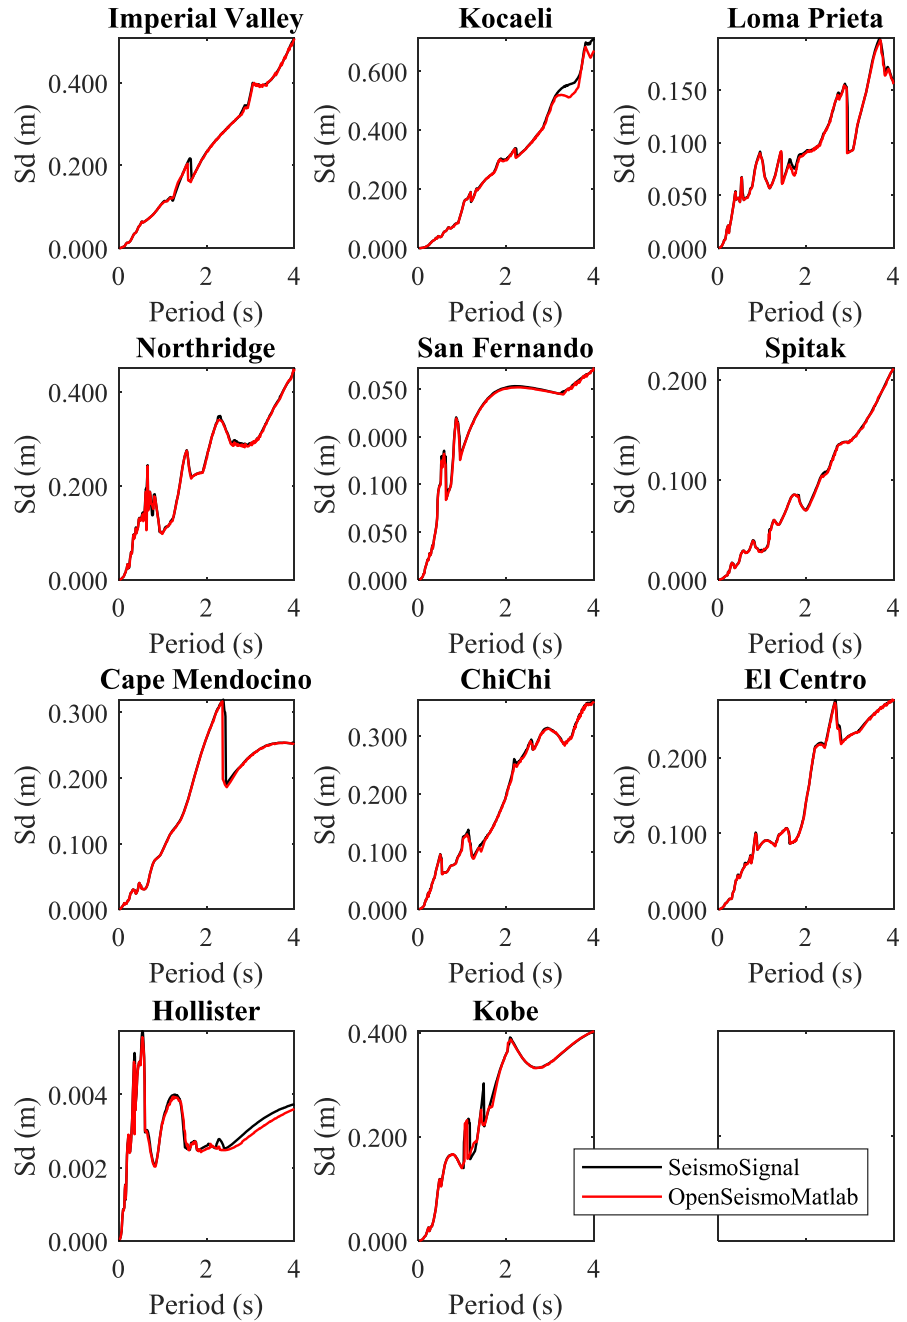 Imperial Valley
Sd (m)
0.400
0.200
0.000
0
2
4
Period (s)
Kocaeli
Sd (m)
0.600
0.400
0.200
0.000
0
2
4
Period (s)
Loma Prieta
Sd (m)
0.150
0.100
0.050
0.000
0
2
4
Period (s)
Northridge
Sd (m)
0.400
0.200
0.000
0
2
4
Period (s)
San Fernando
Sd (m)
0.050
0.000
0.100
0.050
0.000
0
2
4
Period (s)
Spitak
Sd (m)
0.200
0.100
0.000
0
2
4
Period (s)
Cape Mendocino
Sd (m)
0.300
0.200
0.100
0.000
0
2
4
Period (s)
ChiChi
Sd (m)
0.300
0.200
0.100
0.000
0
2
4
Period (s)
El Centro
Sd (m)
0.200
0.100
0.000
0
2
4
Period (s)
Hollister
Sd (m)
0.004
0.002
0.000
0
2
4
Period (s)
Kobe
Sd (m)
0.400
0.200
0.000
0
2
4
Period (s)
SeismoSignal
OpenSeismoMatlab